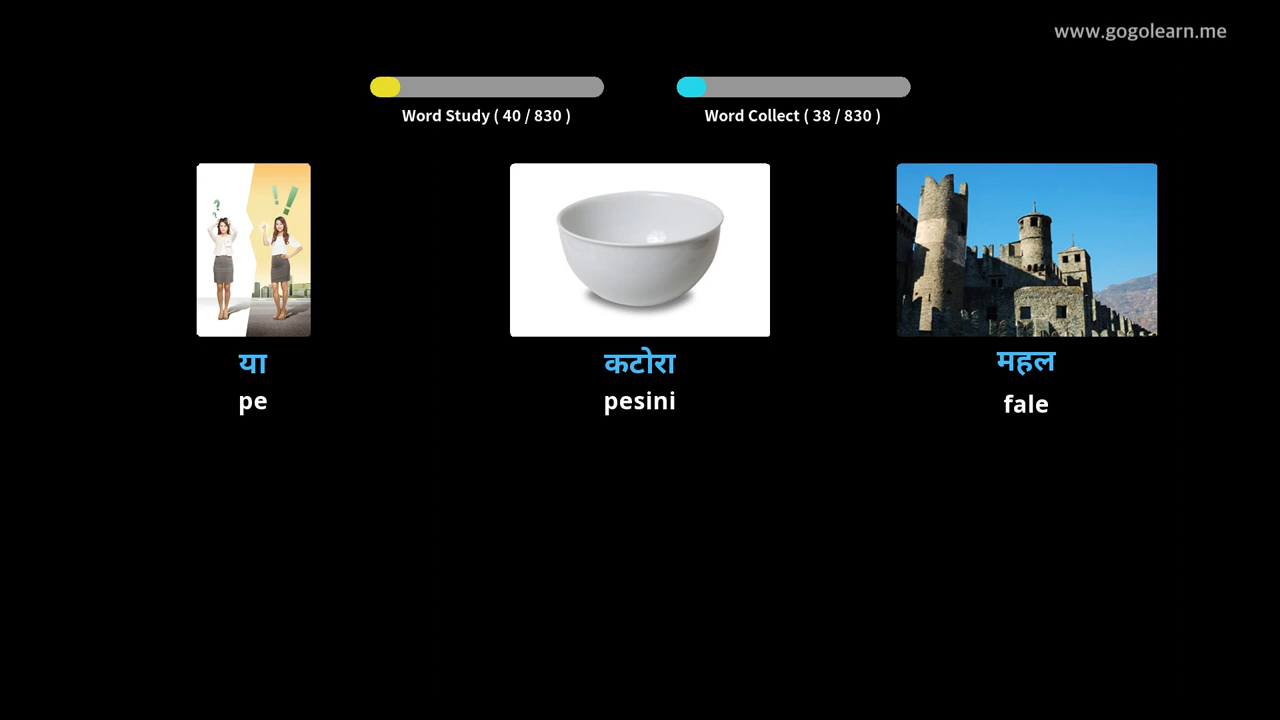 www.gogolearn.me
Word Study ( 40 / 830 )
Word Collect ( 38 / 830 )
या
pe
कटोरा
pesini
महल
fale